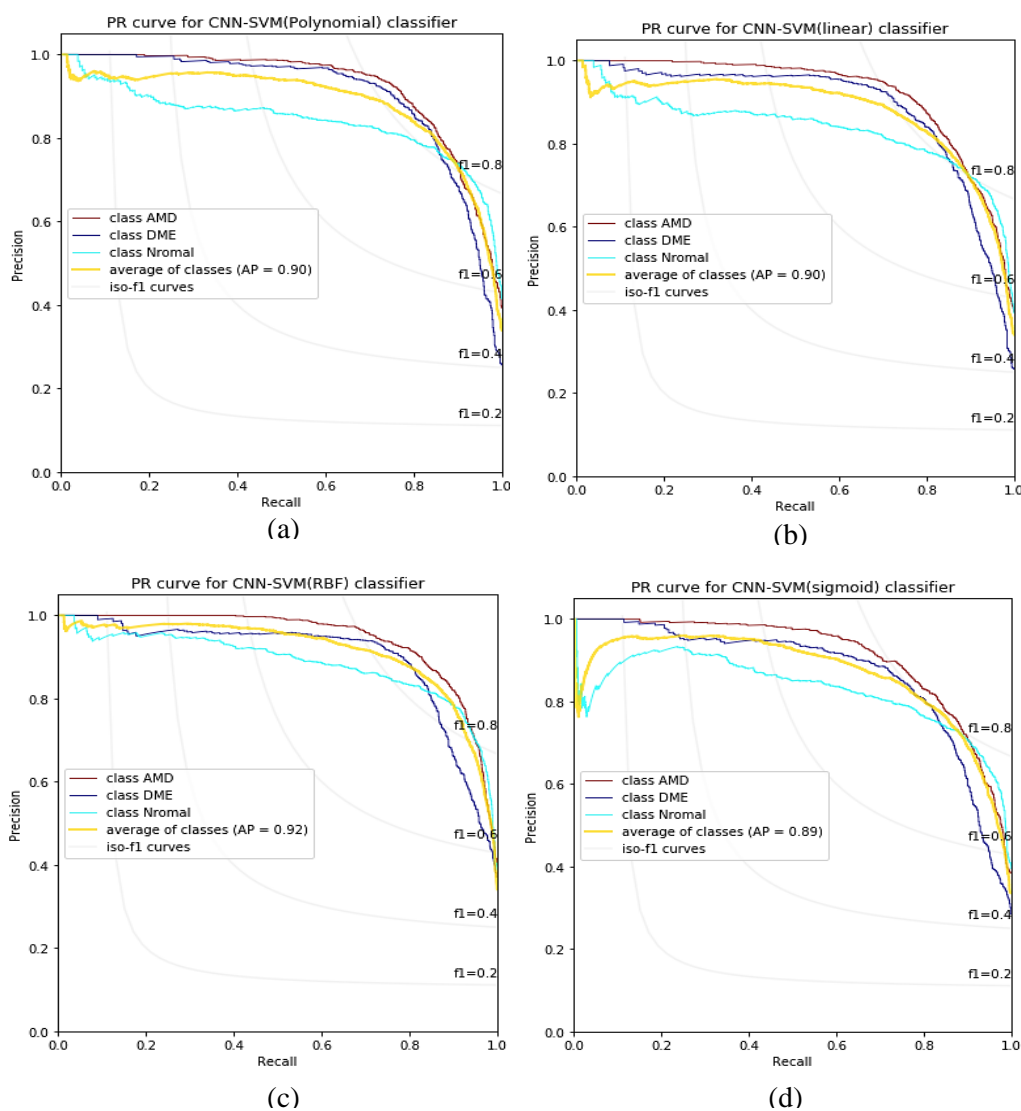 PR curve for CNN-SVM(Polynomial) classifier
1.0
0.8
0.6
0.4
0.2
0.0
Precision
f1=0.8
f1=0.6
f1=0.4
f1=0.2
class AMD
class DME
class Nromal
average of classes (AP = 0.90)
iso-f1 curves
0.0 0.2 0.4 0.6 0.8 1.0
Recall
(a)
PR curve for CNN-SVM(linear) classifier
1.0
0.8
0.6
0.4
0.2
0.0
Precision
f1=0.8
f1=0.6
f1=0.4
f1=0.2
class AMD
class DME
class Nromal
average of classes (AP = 0.90)
iso-f1 curves
0.0 0.2 0.4 0.6 0.8 1.0
Recall
(b)
PR curve for CNN-SVM(RBF) classifier
1.0
0.8
0.6
0.4
0.2
0.0
Precision
f1=0.8
f1=0.6
f1=0.4
f1=0.2
class AMD
class DME
class Nromal
average of classes (AP = 0.92)
iso-f1 curves
0.0 0.2 0.4 0.6 0.8 1.0
Recall
(c)
PR curve for CNN-SVM(sigmoid) classifier
1.0
0.8
0.6
0.4
0.2
0.0
Precision
f1=0.8
f1=0.6
f1=0.4
f1=0.2
class AMD
class DME
class Nromal
average of classes (AP = 0.89)
iso-f1 curves
0.0 0.2 0.4 0.6 0.8 1.0
Recall
(d)